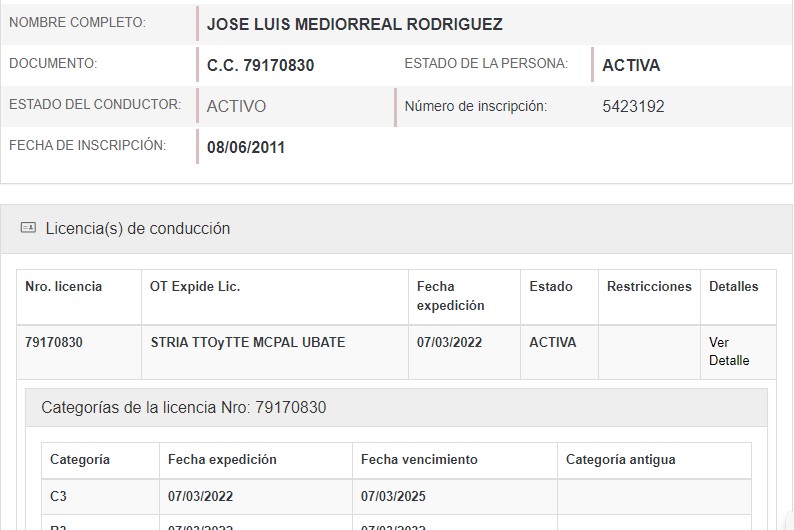 NOMBRE COMPLETO: JOSE LUIS MEDIORREAL RODRIGUEZ
DOCUMENTO: C.C. 79170830 ESTADO DE LA PERSONA: ACTIVA
ESTADO DEL CONDUCTOR: ACTIVO Número de inscripción: 5423192
FECHA DE INSCRIPCIÓN: 08/06/2011
Licencia(s) de conducción
Nro. licencia OT Expide Lic. Fecha expedición Estado Restricciones Detalles
79170830 STRIA TTOyTTE MCPAL UBATE 07/03/2022 ACTIVA Ver Detalle
Categorías de la licencia Nro: 79170830
Categoría Fecha expedición Fecha vencimiento Categoría antigua
C3 07/03/2022 07/03/2025
07/03/2022